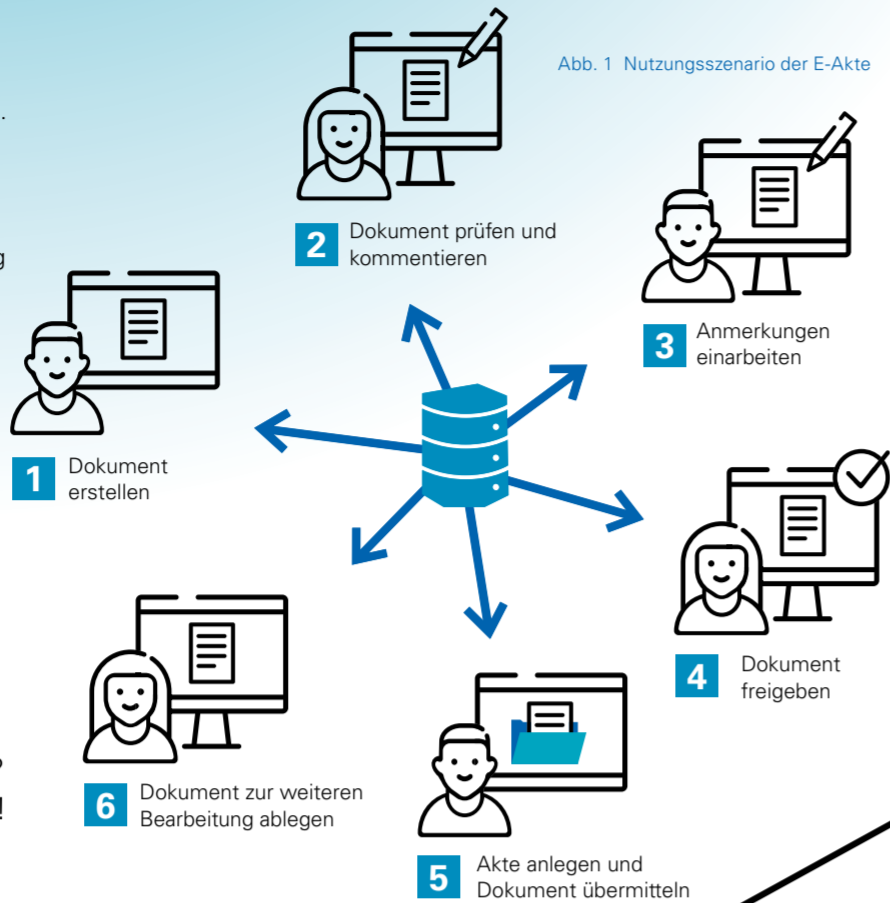 Abb. 1 Nutzungsszenario der E-Akte
.
g
1
Dokument
erstellen
2
Dokument prüfen und
kommentieren
3
Anmerkungen
einarbeiten
4
Dokument
freigeben
5
Akte anlegen und
Dokument übermitteln
6
Dokument zur weiteren
Bearbeitung ablegen
!